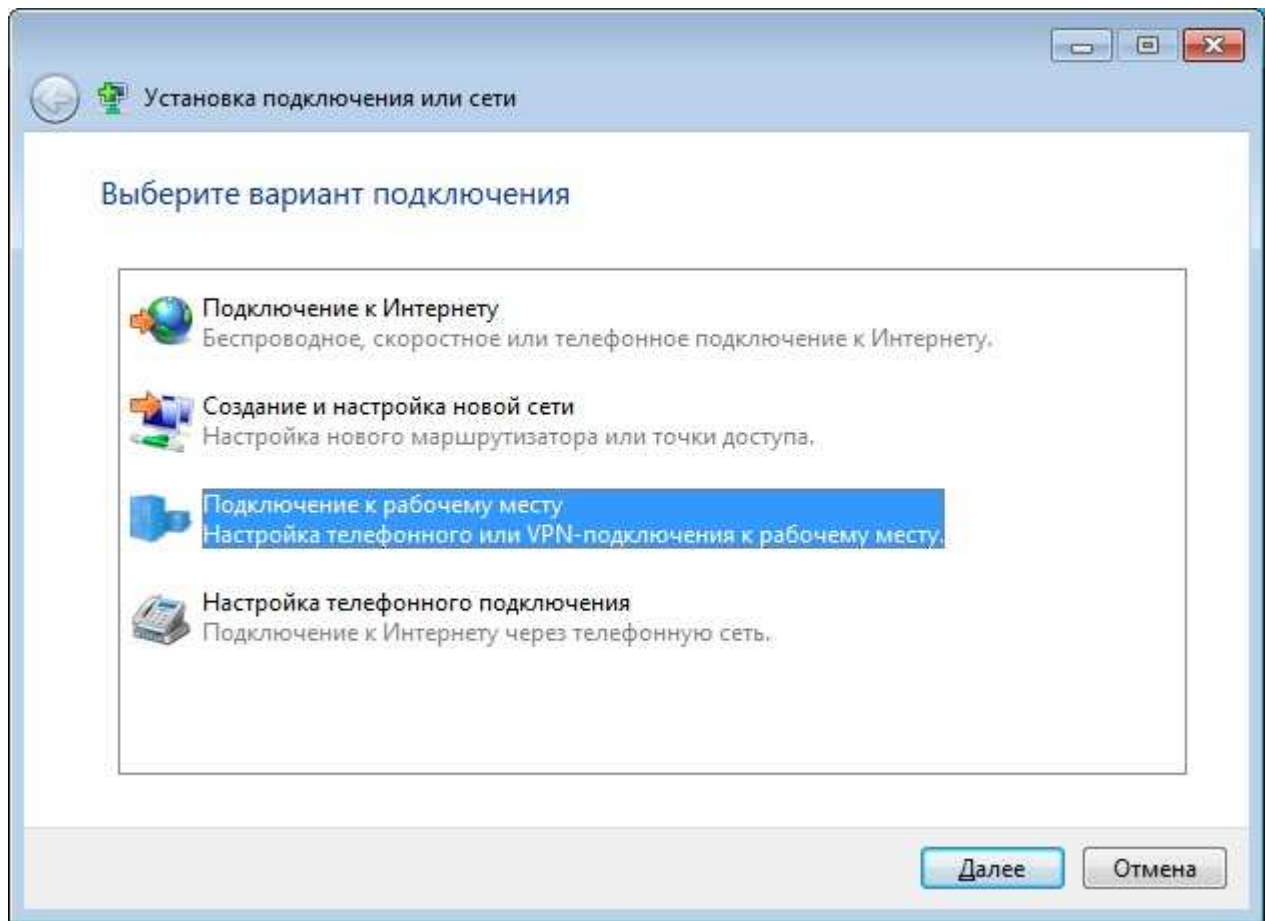 Установка подключения или сети
Выберите вариант подключения
Подключение к Интернету
Беспроводное, скоростное или телефонное подключение к Интернету.
Создание и настройка новой сети
Настройка нового маршрутизатора или точки доступа.
Подключение к рабочему месту
Настройка телефонного или VPN-подключения к рабочему месту.
Настройка телефонного подключения
Подключение к Интернету через телефонную сеть.
Далее Отмена